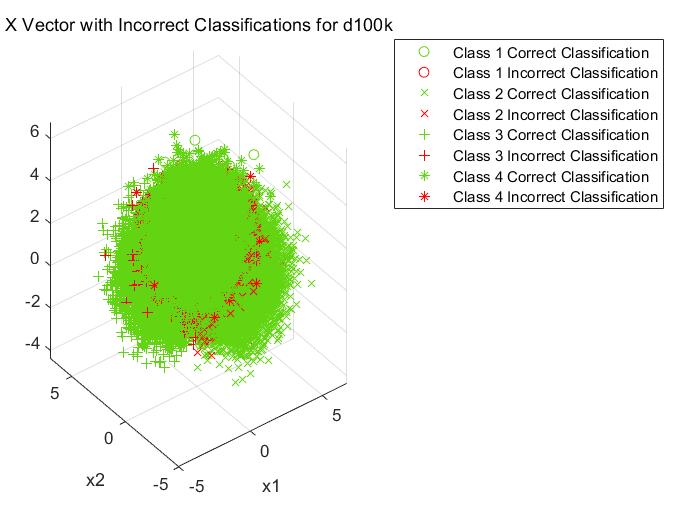 X Vector with Incorrect Classifications for d100k
Class 1 Correct Classification
Class 1 Incorrect Classification
Class 2 Correct Classification
Class 2 Incorrect Classification
Class 3 Correct Classification
Class 3 Incorrect Classification
Class 4 Correct Classification
Class 4 Incorrect Classification
6
4
2
0
-2
-4
5
0
-5
x2
-5
0
5
x1